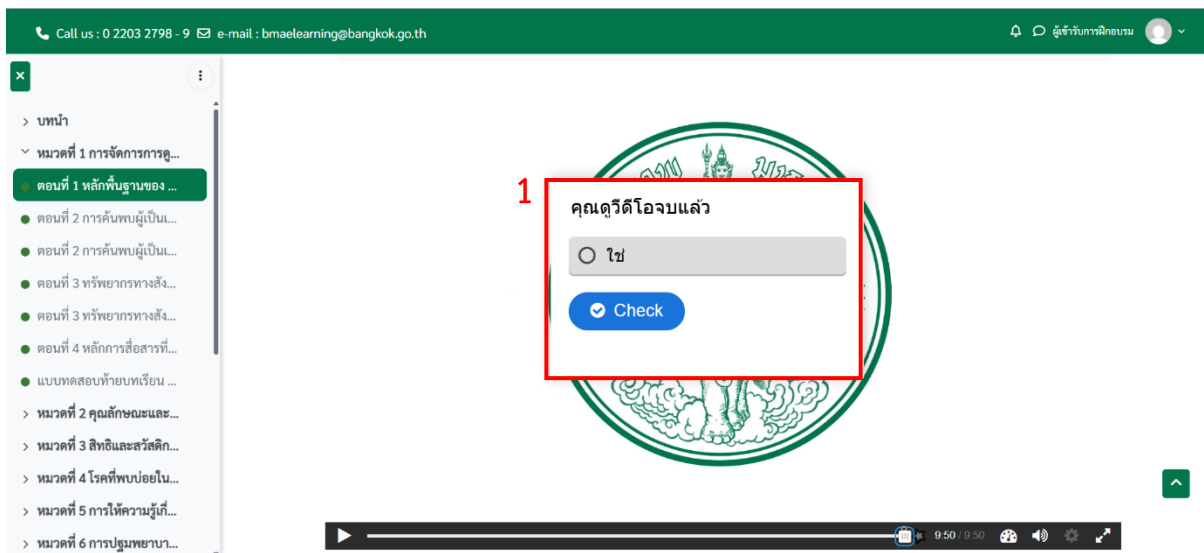 Call us : 0 2203 2798 - 9 e-mail : bmaelearning@bangkok.go.th
ผู้เข้ารับการฝึกอบรม
บทนำ
หมวดที่ 1 การจัดการการดู...
ตอนที่ 1 หลักพื้นฐานของ ...
ตอนที่ 2 การค้นพบผู้เป็นเ...
ตอนที่ 2 การค้นพบผู้เป็นเ...
ตอนที่ 3 ทรัพยากรทางสัง...
ตอนที่ 3 ทรัพยากรทางสัง...
ตอนที่ 4 หลักการสื่อสารที่...
แบบทดสอบท้ายบทเรียน ...
หมวดที่ 2 คุณลักษณะและ...
หมวดที่ 3 สิทธิและสวัสดิก...
หมวดที่ 4 โรคที่พบบ่อยใน...
หมวดที่ 5 การให้ความรู้เกี่...
หมวดที่ 6 การปฐมพยาบา...
1
คุณดูวีดีโอจบแล้ว
ใช่
Check
9:50 / 9:50